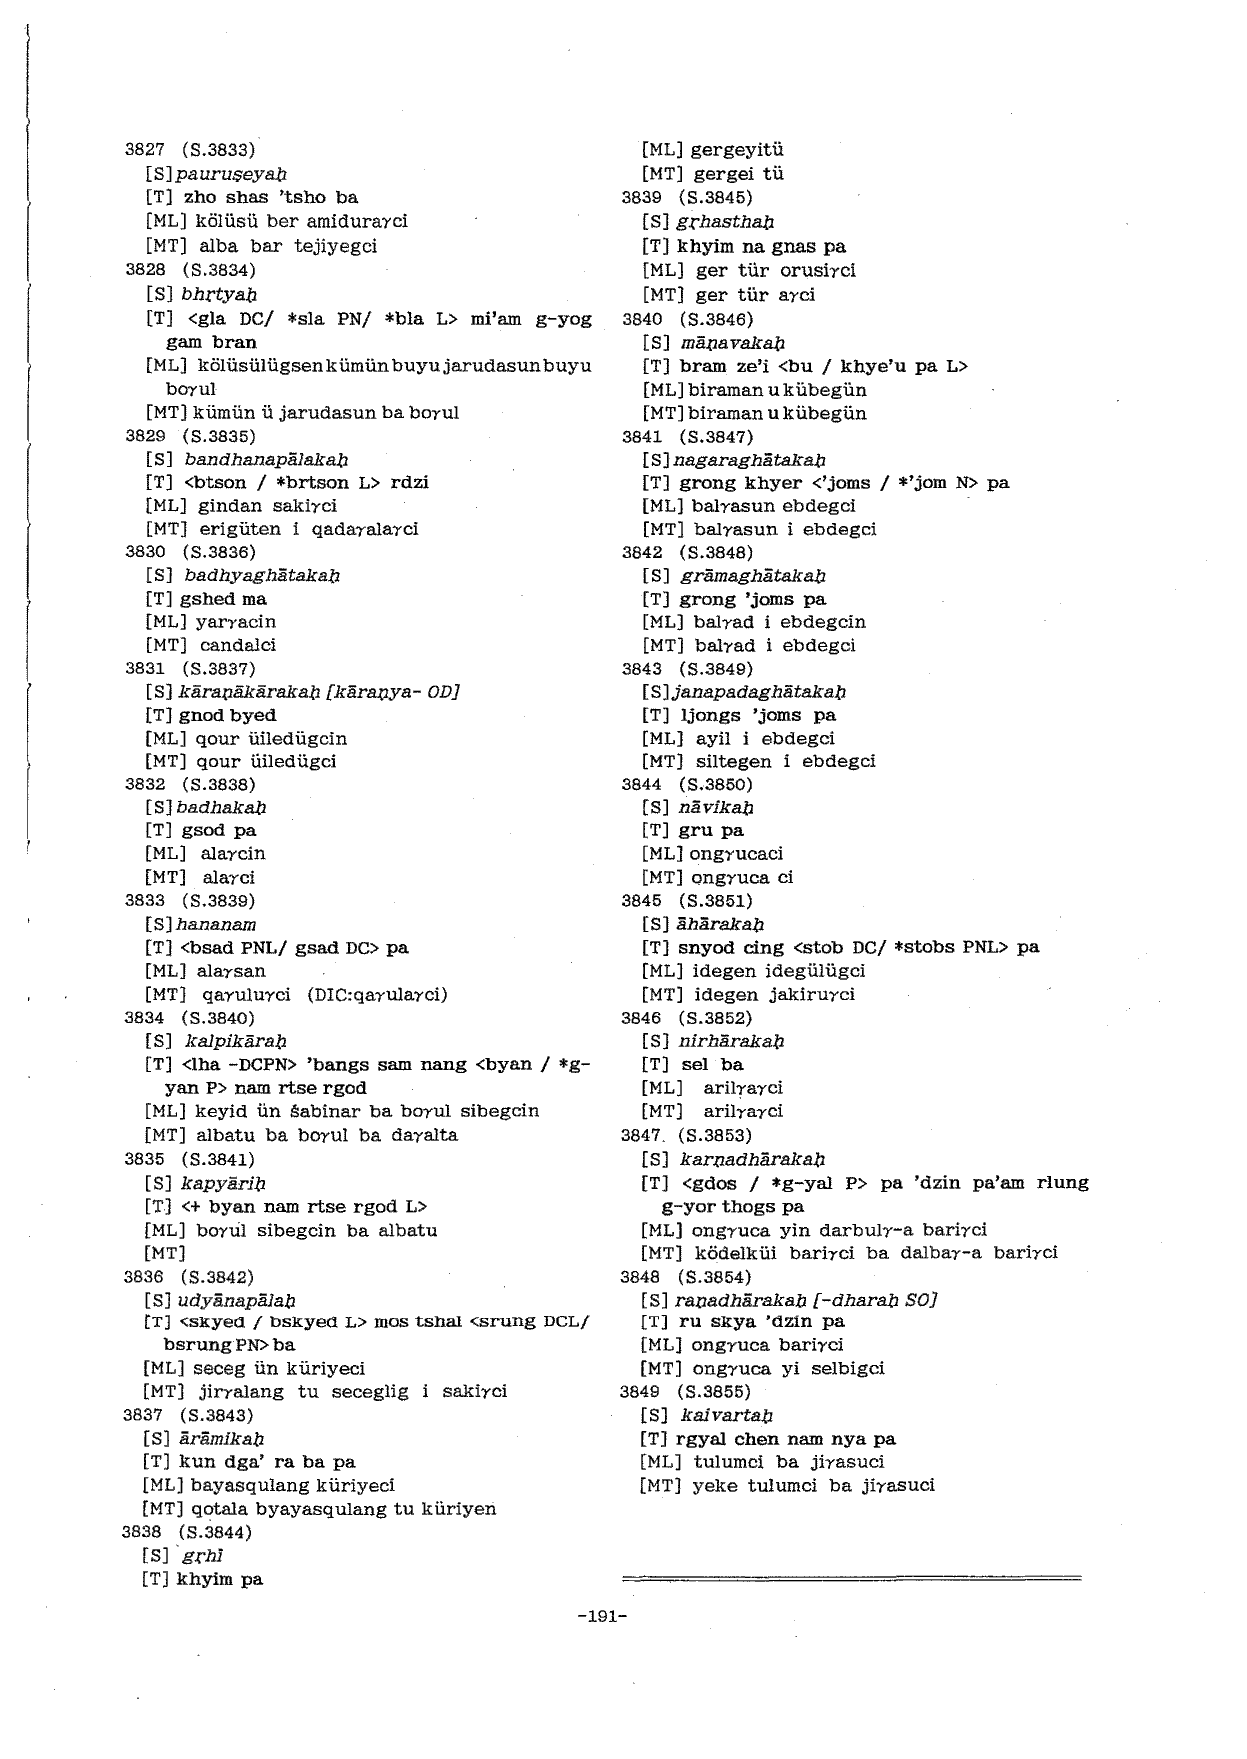 3827 (S.3833)
[S] pauruṣeyaḥ
[T] zho shas 'tsho ba
[ML] kölüsü ber amiduraγci
[MT] alba bar tejiyegci
3828 (S.3834)
[S] bhṛtyaḥ
[T] <gla DC/ *sla PN/ *bla L> mi'am g-yog
gam bran
[ML] kölüsülügsen kümün buyu jarudasun buyu
boγul
[MT] kümün ü jarudasun ba boγul
3829 (S.3835)
[S] bandhanapālakaḥ
[T] <btson / *brtson L> rdzi
[ML] gindan sakiγci
[MT] erigüten i qadaγalaγci
3830 (S.3836)
[S] badhyaghātakaḥ
[T] gshed ma
[ML] yarγacin
[MT] candalci
3831 (S.3837)
[S] kāraṇākārakaḥ [kāraṇya- OD]
[T] gnod byed
[ML] qour üiledügcin
[MT] qour üiledügci
3832 (S.3838)
[S] badhakaḥ
[T] gsod pa
[ML] alaγcin
[MT] alaγci
3833 (S.3839)
[S] hananam
[T] <bsad PNL/ gsad DC> pa
[ML] alaγsan
[MT] qaγuluγci (DIC:qaγulaγci)
3834 (S.3840)
[S] kalpikāraḥ
[T] <lha -DCPN> 'bangs sam nang <byan / *g-
yan P> nam rtse rgod
[ML] keyid ün šabinar ba boγul sibegcin
[MT] albatu ba boγul ba daγalta
3835 (S.3841)
[S] kapyāriḥ
[T] <+ byan nam rtse rgod L>
[ML] boγul sibegcin ba albatu
[MT]
3836 (S.3842)
[S] udyānapālaḥ
[T] <skyed / bskyed L> mos tshal <srung DCL/
bsrung PN> ba
[ML] seceg ün küriyeci
[MT] jirγalang tu seceglig i sakiγci
3837 (S.3843)
[S] ārāmikaḥ
[T] kun dga' ra ba pa
[ML] bayasqulang küriyeci
[MT] qotala byayasqulang tu küriyen
3838 (S.3844)
[S] gṛhī
[T] khyim pa
[ML] gergeyitü
[MT] gergei tü
3839 (S.3845)
[S] gṛhasthaḥ
[T] khyim na gnas pa
[ML] ger tür orusiγci
[MT] ger tür aγci
3840 (S.3846)
[S] māṇavakaḥ
[T] bram ze'i <bu / khye'u pa L>
[ML] biraman u kübegün
[MT] biraman u kübegün
3841 (S.3847)
[S] nagaraghātakaḥ
[T] grong khyer <'joms / *'jom N> pa
[ML] balγasun ebdegci
[MT] balγasun i ebdegci
3842 (S.3848)
[S] grāmaghātakaḥ
[T] grong 'joms pa
[ML] balγad i ebdegcin
[MT] balγad i ebdegci
3843 (S.3849)
[S] janapadaghātakaḥ
[T] ljongs 'joms pa
[ML] ayil i ebdegci
[MT] siltegen i ebdegci
3844 (S.3850)
[S] nāvikaḥ
[T] gru pa
[ML] ongγucaci
[MT] ongγuca ci
3845 (S.3851)
[S] āhārakaḥ
[T] snyod cing <stob DC/ *stobs PNL> pa
[ML] idegen idegülügci
[MT] idegen jakiruγci
3846 (S.3852)
[S] nirhārakaḥ
[T] sel ba
[ML] arilγaγci
[MT] arilγaγci
3847. (S.3853)
[S] karṇadhārakaḥ
[T] <gdos / *g-yal P> pa 'dzin pa'am rlung
g-yor thogs pa
[ML] ongγuca yin darbulγ-a bariγci
[MT] ködelküi bariγci ba dalbaγ-a bariγci
3848 (S.3854)
[S] raṇadhārakaḥ [-dharaḥ SO]
[T] ru skya 'dzin pa
[ML] ongγuca bariγci
[MT] ongγuca yi selbigci
3849 (S.3855)
[S] kaivartaḥ
[T] rgyal chen nam nya pa
[ML] tulumci ba jiγasuci
[MT] yeke tulumci ba jiγasuci
-191-